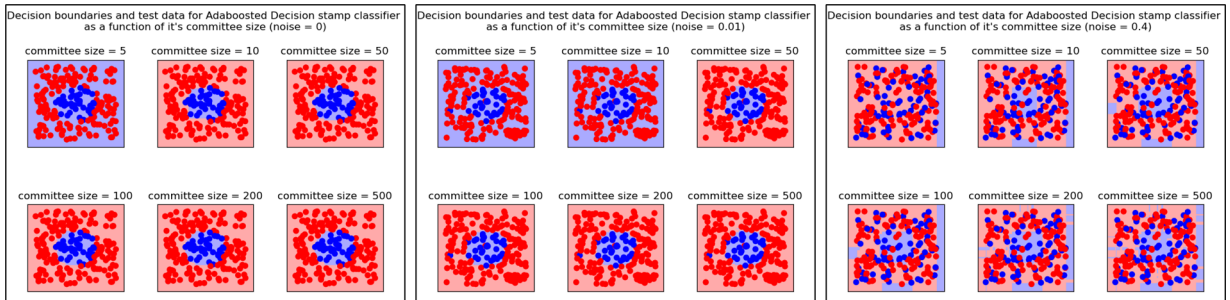 Decision boundaries and test data for Adaboosted Decision stamp classifier
as a function of it's committee size (noise = 0)
committee size = 5 committee size = 10 committee size = 50
committee size = 100 committee size = 200 committee size = 500
Decision boundaries and test data for Adaboosted Decision stamp classifier
as a function of it's committee size (noise = 0.01)
committee size = 5 committee size = 10 committee size = 50
committee size = 100 committee size = 200 committee size = 500
Decision boundaries and test data for Adaboosted Decision stamp classifier
as a function of it's committee size (noise = 0.4)
committee size = 5 committee size = 10 committee size = 50
committee size = 100 committee size = 200 committee size = 500